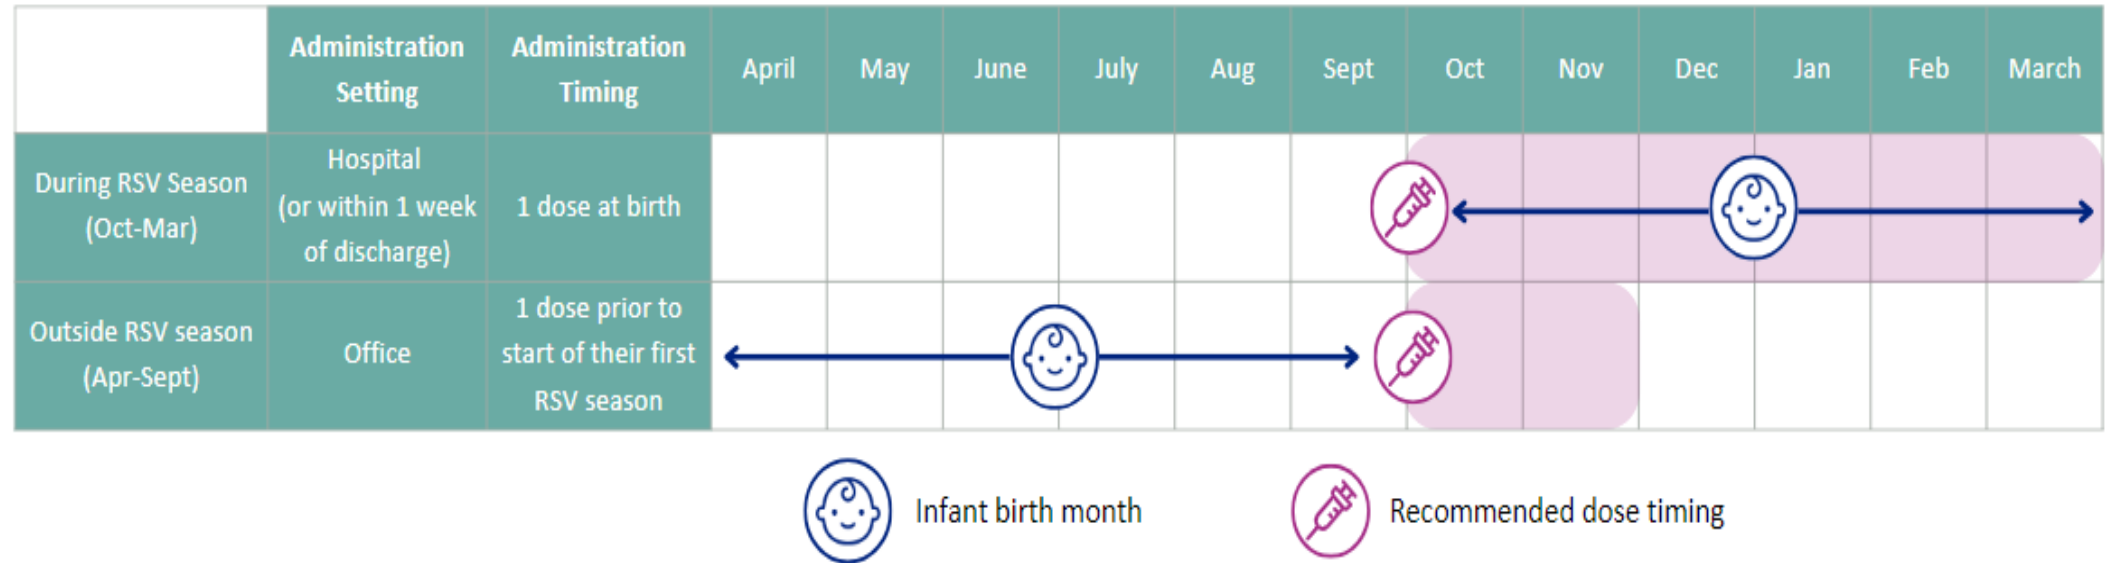 Administration
Setting
Administration
Timing
April
May
June
July
Aug
Sept
Oct
Nov
Dec
Jan
Feb
March
During RSV Season
(Oct-Mar)
Hospital
(or within 1 week
of discharge)
1 dose at birth
Outside RSV season
(Apr-Sept)
Office
1 dose prior to
start of their first
RSV season
Infant birth month
Recommended dose timing